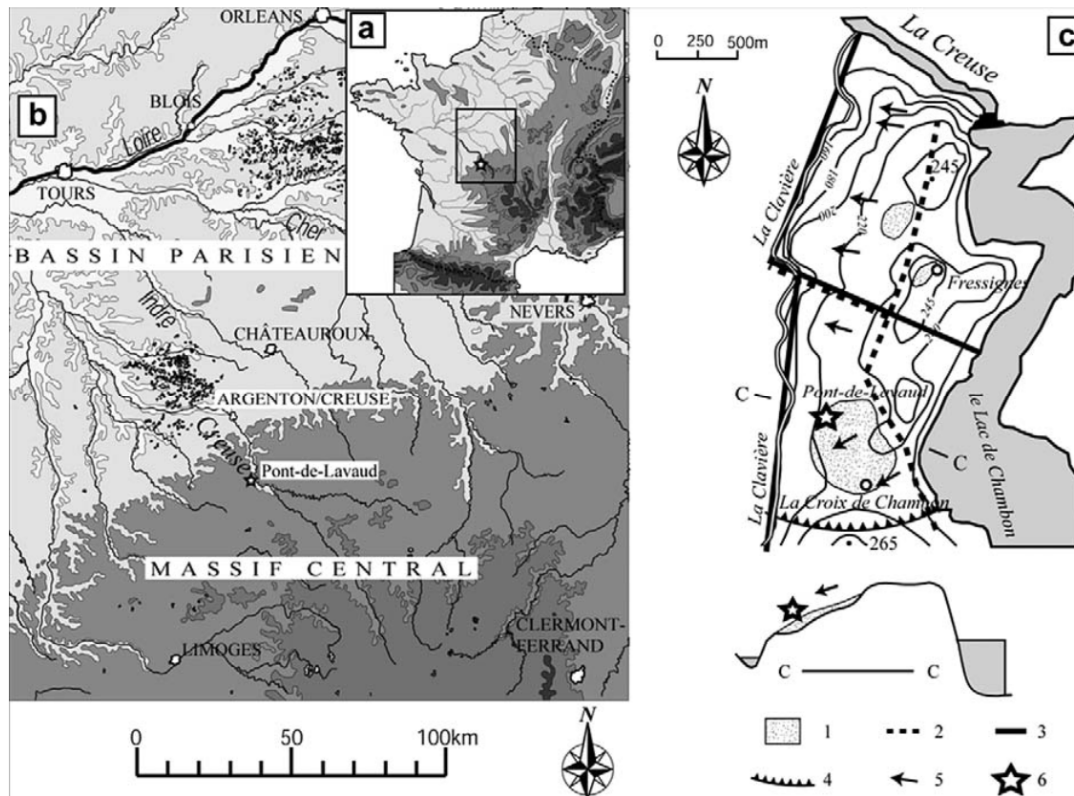 ORLEANS
a
BLOIS
b
Loire
TOURS
Cher
BASSIN PARISIEN
Indre
CHÂTEAUROUX
NEVERS
ARGENTON/CREUSE
Creuse
Pont-de-Lavaud
MASSIF CENTRAL
CLERMONT-
FERRAND
LIMOGES
N
0 50 100km
0 250 500m
c
N
La Creuse
La Clavière
160
180
200
220
245
Fressignes
245
Pont-de-Lavaud
C
C
le Lac de Chambon
La Clavière
La Croix de Chambon
265
C C
1 2 3
4 5 6